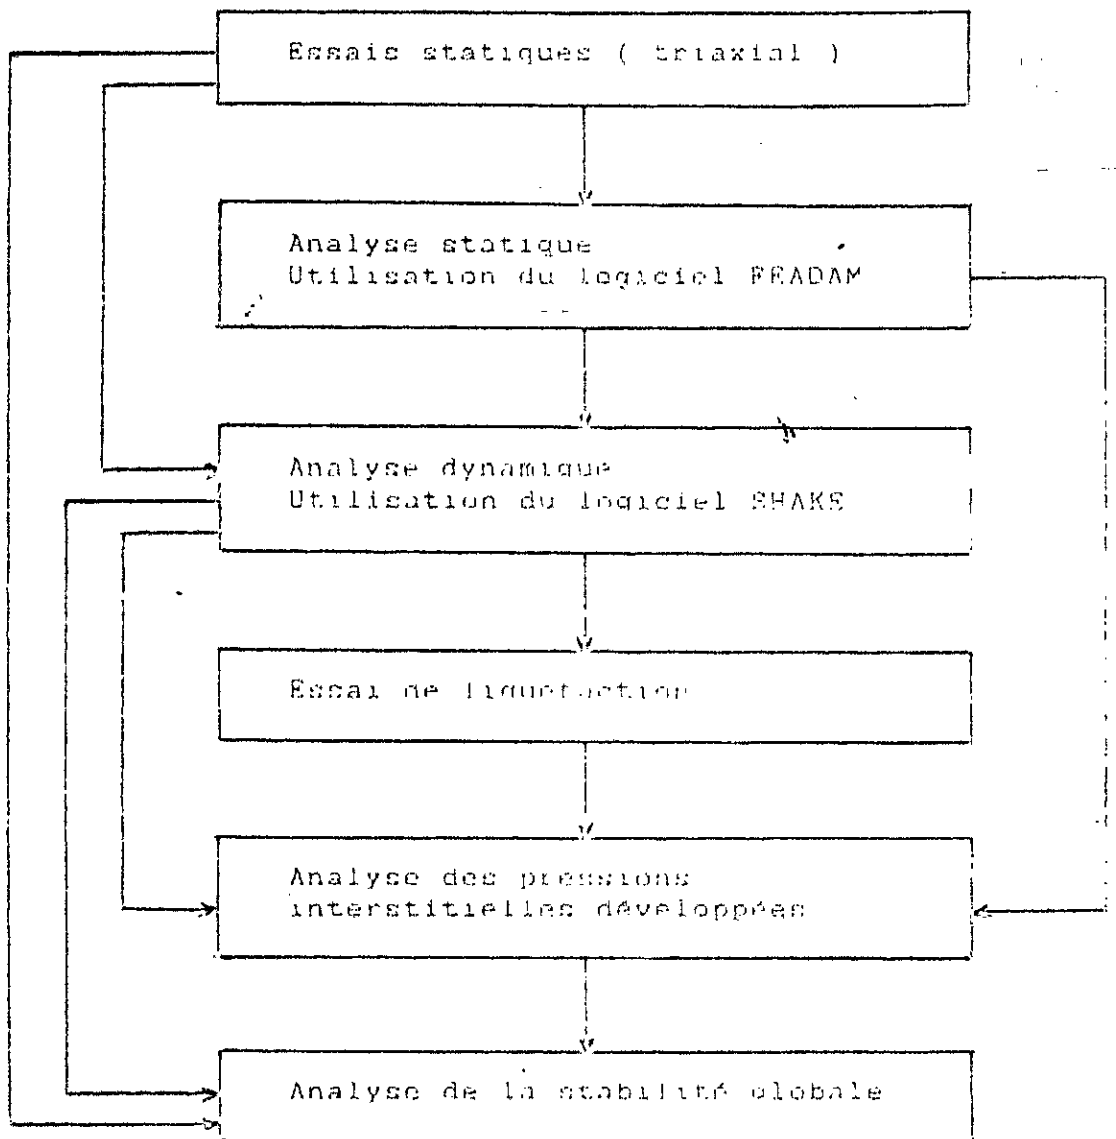 Essais statiques ( triaxial )
Analyse statique
Utilisation du logiciel FEADAM
Analyse dynamique
Utilisation du logiciel SHAKE
Essai de liquéfaction
Analyse des pressions
interstitielles développées
Analyse de la stabilité globale